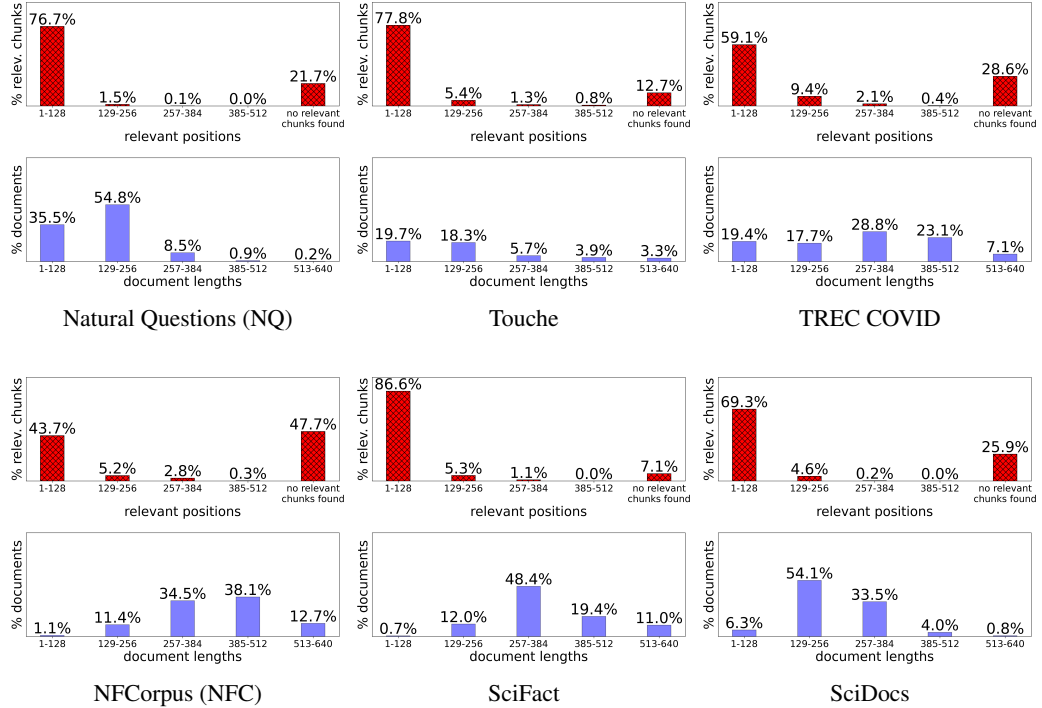 % relev. chunks
76.7%
1.5%
0.1%
0.0%
21.7%
1-128
129-256
257-384
385-512
no relevant
chunks found
relevant positions
% documents
35.5%
54.8%
8.5%
0.9%
0.2%
1-128
129-256
257-384
385-512
513-640
document lengths
Natural Questions (NQ)
% relev. chunks
77.8%
5.4%
1.3%
0.8%
12.7%
1-128
129-256
257-384
385-512
no relevant
chunks found
relevant positions
% documents
19.7%
18.3%
5.7%
3.9%
3.3%
1-128
129-256
257-384
385-512
513-640
document lengths
Touche
% relev. chunks
59.1%
9.4%
2.1%
0.4%
28.6%
1-128
129-256
257-384
385-512
no relevant
chunks found
relevant positions
% documents
19.4%
17.7%
28.8%
23.1%
7.1%
1-128
129-256
257-384
385-512
513-640
document lengths
TREC COVID
% relev. chunks
43.7%
5.2%
2.8%
0.3%
47.7%
1-128
129-256
257-384
385-512
no relevant
chunks found
relevant positions
% documents
1.1%
11.4%
34.5%
38.1%
12.7%
1-128
129-256
257-384
385-512
513-640
document lengths
NFCorpus (NFC)
% relev. chunks
86.6%
5.3%
1.1%
0.0%
7.1%
1-128
129-256
257-384
385-512
no relevant
chunks found
relevant positions
% documents
0.7%
12.0%
48.4%
19.4%
11.0%
1-128
129-256
257-384
385-512
513-640
document lengths
SciFact
% relev. chunks
69.3%
4.6%
0.2%
0.0%
25.9%
1-128
129-256
257-384
385-512
no relevant
chunks found
relevant positions
% documents
6.3%
54.1%
33.5%
4.0%
0.8%
1-128
129-256
257-384
385-512
513-640
document lengths
SciDocs